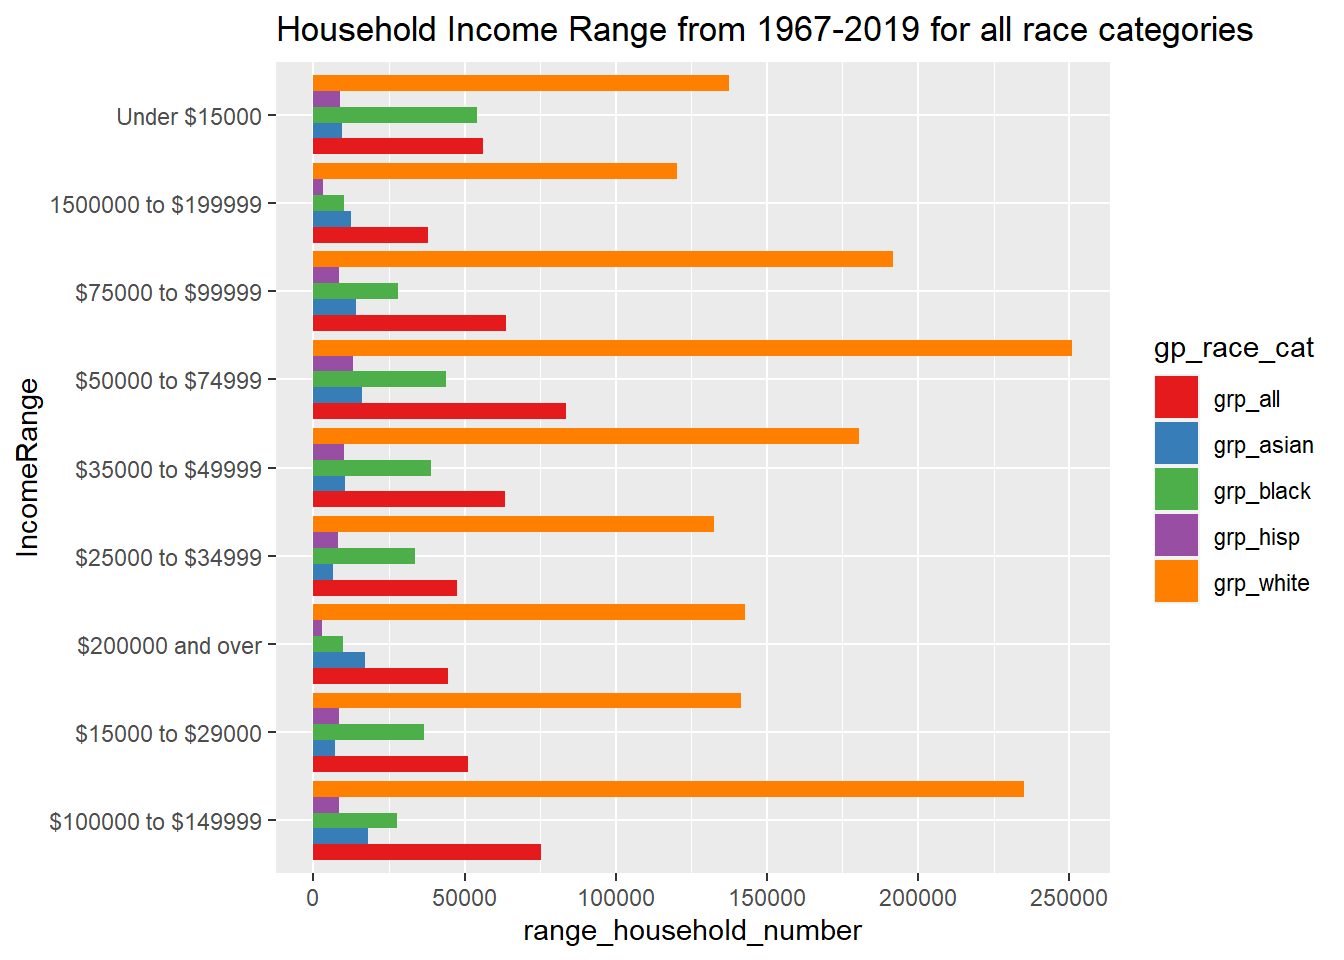 Household Income Range from 1967-2019 for all race categories
IncomeRange
Under $15000
1500000 to $199999
$75000 to $99999
$50000 to $74999
$35000 to $49999
$25000 to $34999
$200000 and over
$15000 to $29000
$100000 to $149999
0 50000 100000 150000 200000 250000
range_household_number
gp_race_cat
grp_all
grp_asian
grp_black
grp_hisp
grp_white